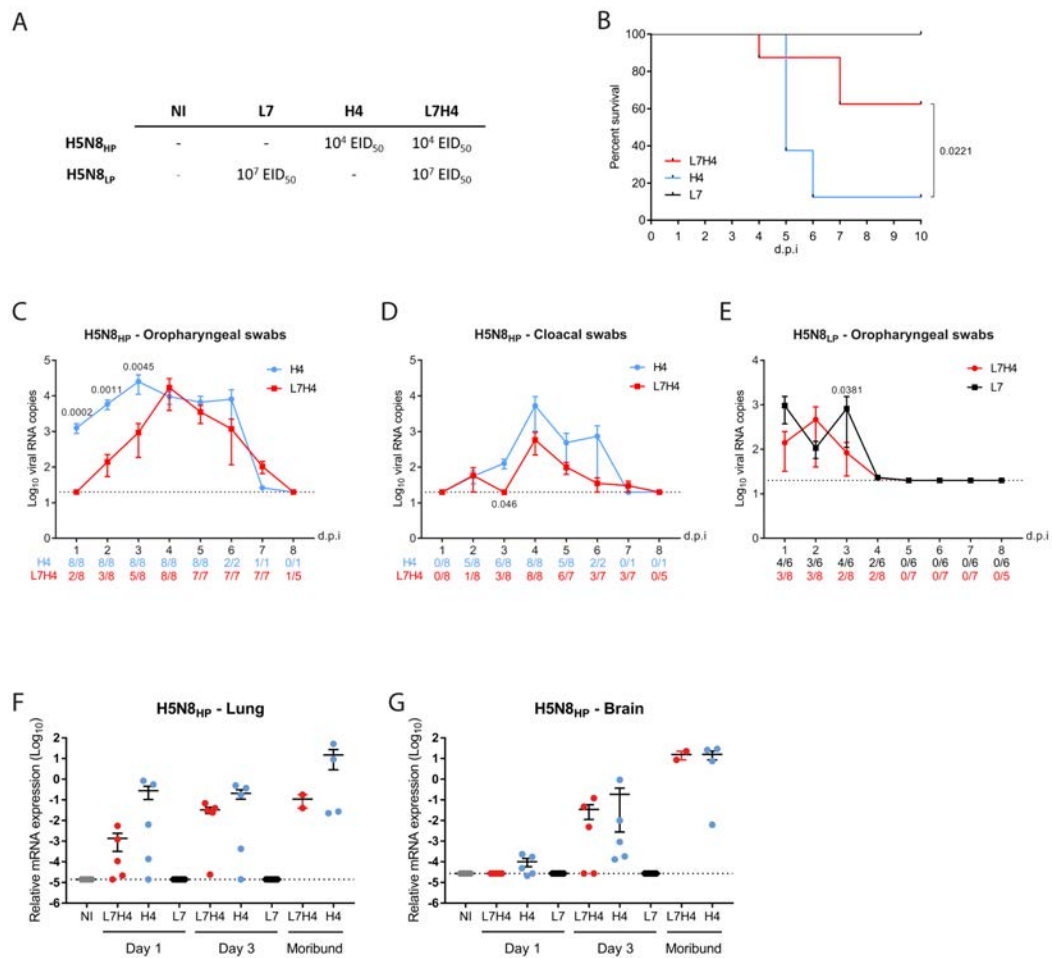 A
NI L7 H4 L7H4
H5N8HP - - 10⁴ EID50 10⁴ EID50
H5N8LP - 10⁷ EID50 - 10⁷ EID50
B
Percent survival
100
80
60
40
20
0
L7H4
H4
L7
0.0221
0 1 2 3 4 5 6 7 8 9 10
d.p.i
C
H5N8HP - Oropharyngeal swabs
Log10 viral RNA copies
5
4
3
2
1
0
0.0002
0.0011
0.0045
H4
L7H4
1 2 3 4 5 6 7 8 d.p.i
H4 8/8 8/8 8/8 8/8 8/8 2/2 1/1 0/1
L7H4 2/8 3/8 5/8 8/8 7/7 7/7 7/7 1/5
D
H5N8HP - Cloacal swabs
Log10 viral RNA copies
5
4
3
2
1
0
H4
L7H4
0.046
1 2 3 4 5 6 7 8 d.p.i
H4 0/8 5/8 6/8 8/8 5/8 2/2 0/1 0/1
L7H4 0/8 1/8 3/8 8/8 6/7 3/7 3/7 0/5
E
H5N8LP - Oropharyngeal swabs
Log10 viral RNA copies
4
3
2
1
0
0.0381
L7H4
L7
1 2 3 4 5 6 7 8 d.p.i
4/6 3/6 4/6 2/6 0/6 0/6 0/6 0/6
3/8 3/8 2/8 2/8 0/7 0/7 0/7 0/5
F
H5N8HP - Lung
Relative mRNA expression (Log10)
2
1
0
-1
-2
-3
-4
-5
-6
NI L7H4 H4 L7 L7H4 H4 L7 L7H4 H4
Day 1 Day 3 Moribund
G
H5N8HP - Brain
Relative mRNA expression (Log10)
2
1
0
-1
-2
-3
-4
-5
-6
NI L7H4 H4 L7 L7H4 H4 L7 L7H4 H4
Day 1 Day 3 Moribund